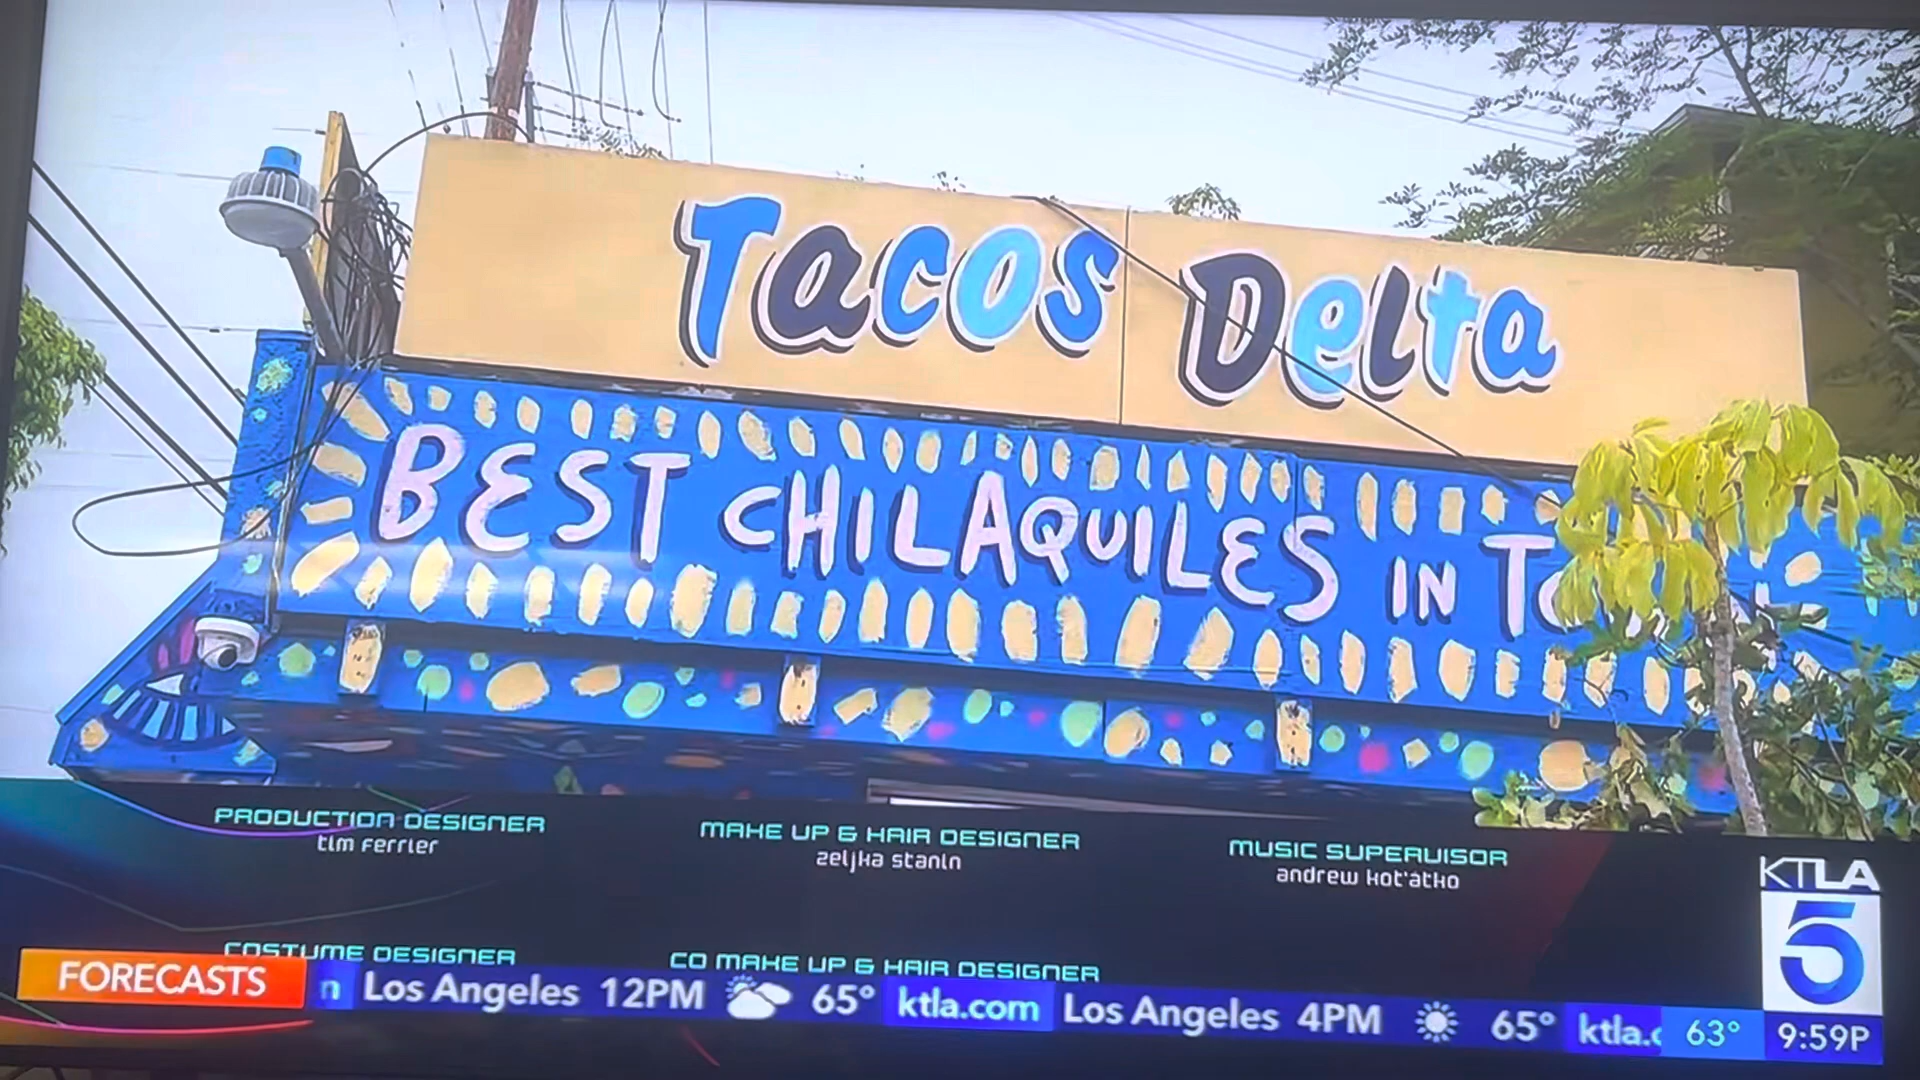 Tacos Delta
BEST CHILAQUILES IN
PRODUCTION DESIGNER
tim ferrier
MAKE UP & HAIR DESIGNER
zeljka stanin
MUSIC SUPERVISOR
andrew kot'atko
COSTUME DESIGNER
CO MAKE UP & HAIR DESIGNER
KTLA
5
FORECASTS
n Los Angeles 12PM 65° ktla.com Los Angeles 4PM 65° ktla.c 63° 9:59P